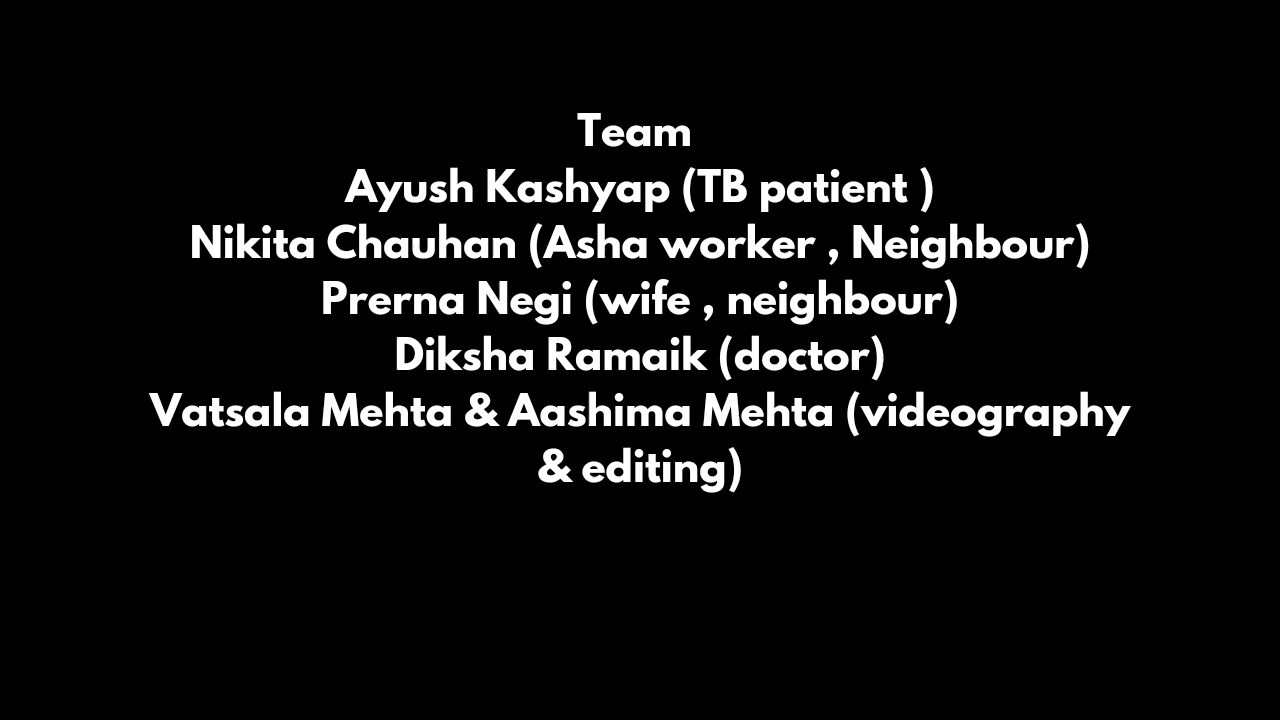 Team
Ayush Kashyap (TB patient )
Nikita Chauhan (Asha worker , Neighbour)
Prerna Negi (wife , neighbour)
Diksha Ramaik (doctor)
Vatsala Mehta & Aashima Mehta (videography
& editing)